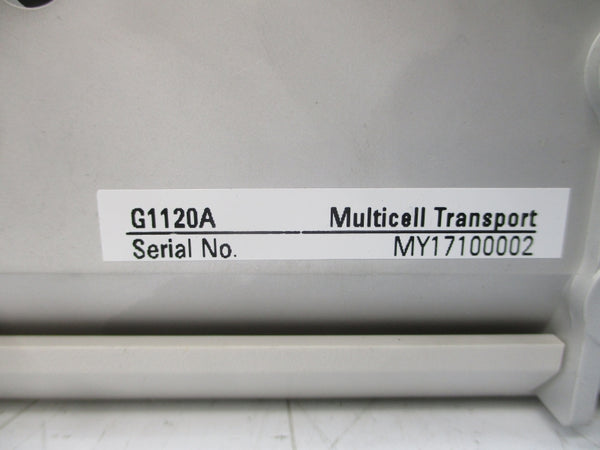 G1120A Multicell Transport
Serial No. MY17100002